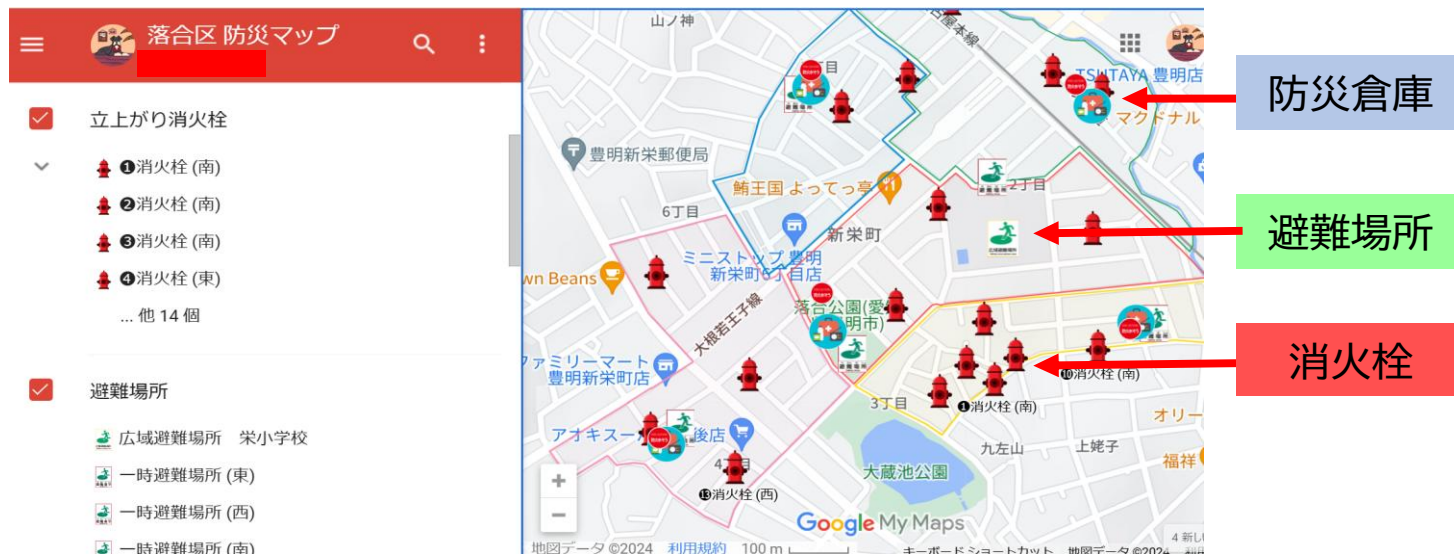 落合区 防災マップ
立上がり消火栓
❶消火栓 (南)
❷消火栓 (南)
❸消火栓 (南)
❹消火栓 (東)
... 他 14 個
避難場所
広域避難場所　栄小学校
一時避難場所 (東)
一時避難場所 (西)
一時避難場所 (南)
山ノ神
豊明新栄郵便局
鮪王国 よってっ亭
TSUTAYA 豊明店
マクドナル
2丁目
6丁目
新栄町
ミニストップ 豊明
新栄町6丁目店
wn Beans
大根若王子線
落合公園(愛
明市)
広域避難場所
ファミリーマート
豊明新栄町店
❿消火栓 (南)
❶消火栓 (南)
3丁目
オリー
アオキスー
後店
九左山
上姥子
福祥
大蔵池公園
⓭消火栓 (西)
Google My Maps
地図データ ©2024
利用規約
100 m
キーボード ショートカット
地図データ ©2024
防災倉庫
避難場所
消火栓